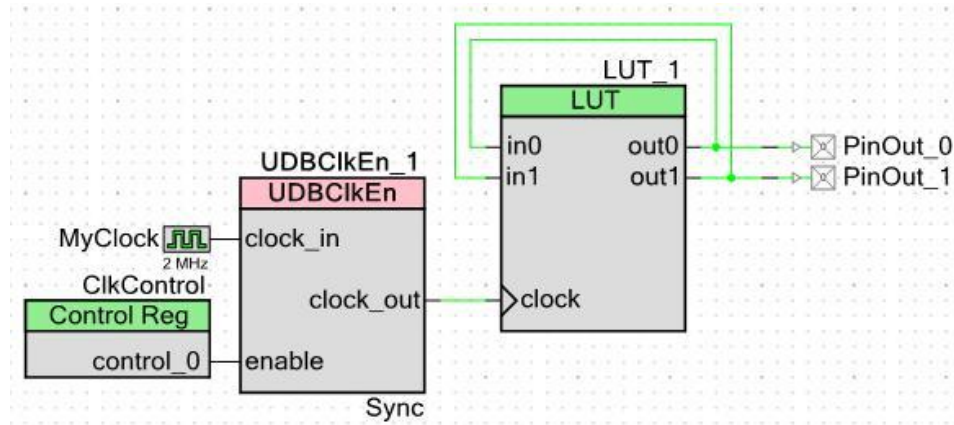 LUT_1
LUT
in0 out0 PinOut_0
in1 out1 PinOut_1
UDBClkEn_1
UDBClkEn
MyClock clock_in
2 MHz
ClkControl
clock_out clock
Control Reg
control_0 enable
Sync